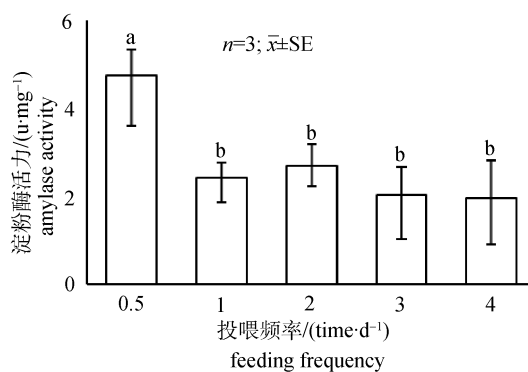 淀粉酶活力/(u·mg⁻¹)
amylase activity
6
4
2
0
n=3; x̄±SE
a
b
b
b
b
0.5 1 2 3 4
投喂频率/(time·d⁻¹)
feeding frequency